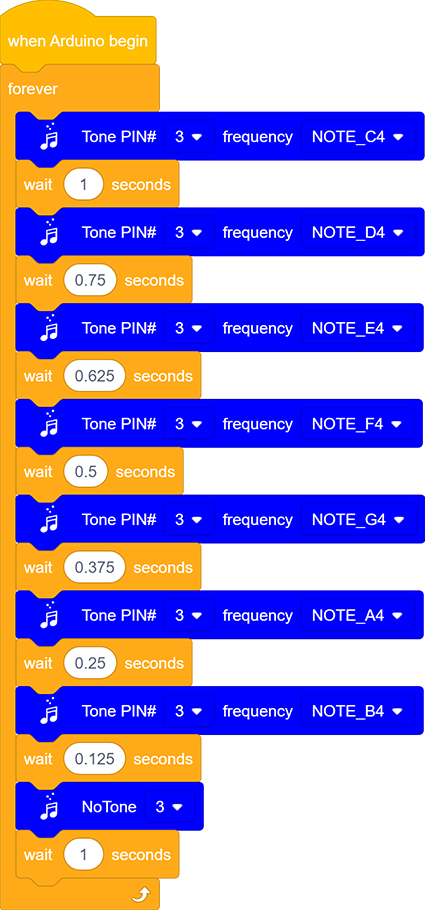 when Arduino begin
forever
Tone PIN# 3 frequency NOTE_C4
wait 1 seconds
Tone PIN# 3 frequency NOTE_D4
wait 0.75 seconds
Tone PIN# 3 frequency NOTE_E4
wait 0.625 seconds
Tone PIN# 3 frequency NOTE_F4
wait 0.5 seconds
Tone PIN# 3 frequency NOTE_G4
wait 0.375 seconds
Tone PIN# 3 frequency NOTE_A4
wait 0.25 seconds
Tone PIN# 3 frequency NOTE_B4
wait 0.125 seconds
NoTone 3
wait 1 seconds